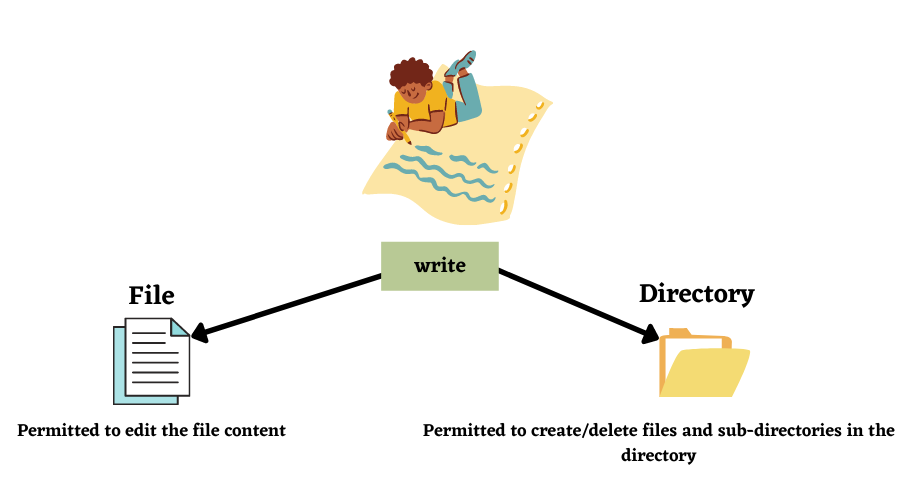 write
File
Directory
Permitted to edit the file content
Permitted to create/delete files and sub-directories in the
directory